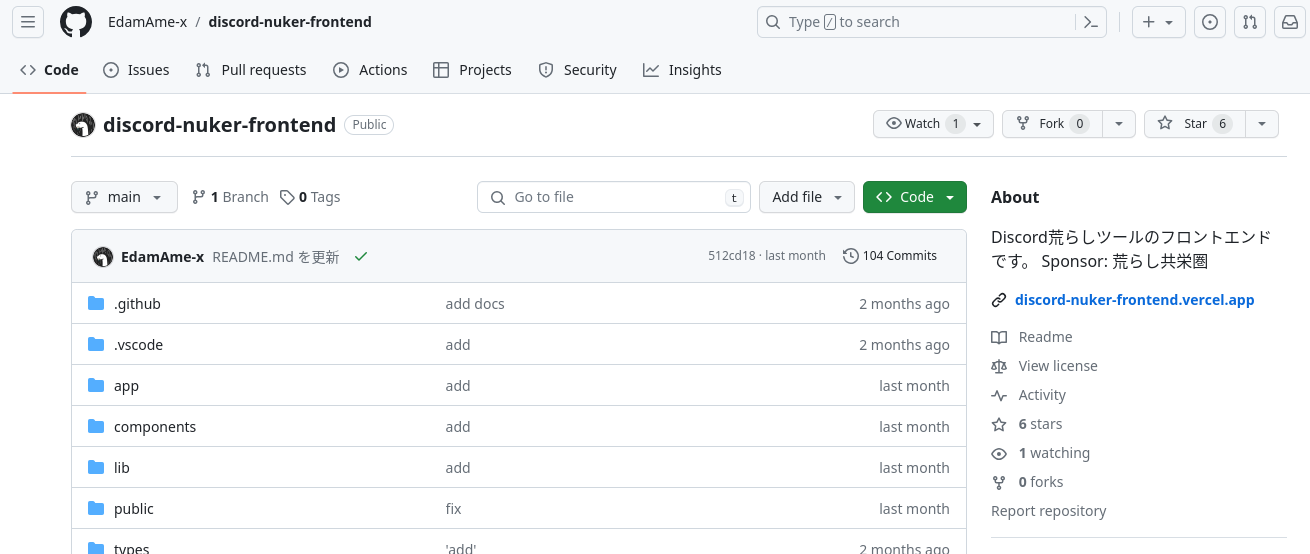 EdamAme-x / discord-nuker-frontend
Type / to search
Code Issues Pull requests Actions Projects Security Insights
discord-nuker-frontend Public
Watch 1 Fork 0 Star 6
main 1 Branch 0 Tags
Go to file t Add file Code
EdamAme-x README.md を更新 512cd18 · last month 104 Commits
.github add docs 2 months ago
.vscode add 2 months ago
app add last month
components add last month
lib add last month
public fix last month
types 'add' 2 months ago
About
Discord荒らしツールのフロントエンド
です。 Sponsor: 荒らし共栄圏
discord-nuker-frontend.vercel.app
Readme
View license
Activity
6 stars
1 watching
0 forks
Report repository